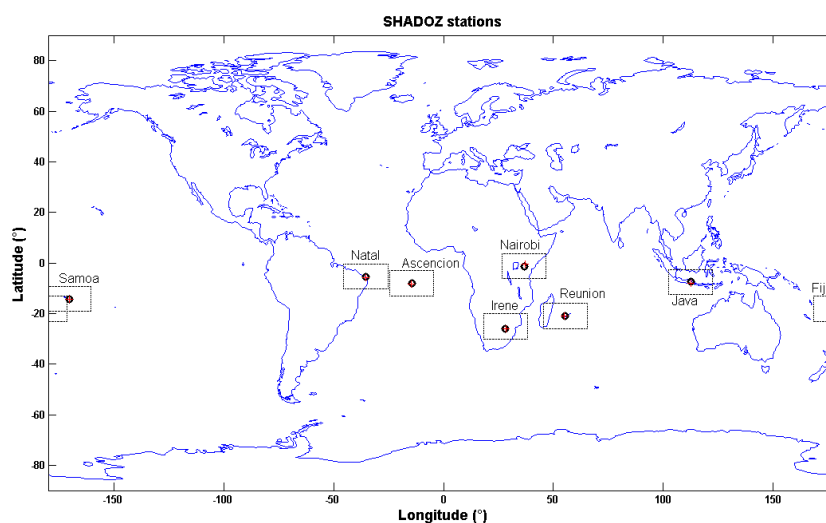 SHADOZ stations
80
60
40
20
0
-20
-40
-60
-80
Latitude (°)
Samoa
Natal
Ascencion
Nairobi
Irene
Reunion
Java
Fij
-150
-100
-50
0
50
100
150
Longitude (°)